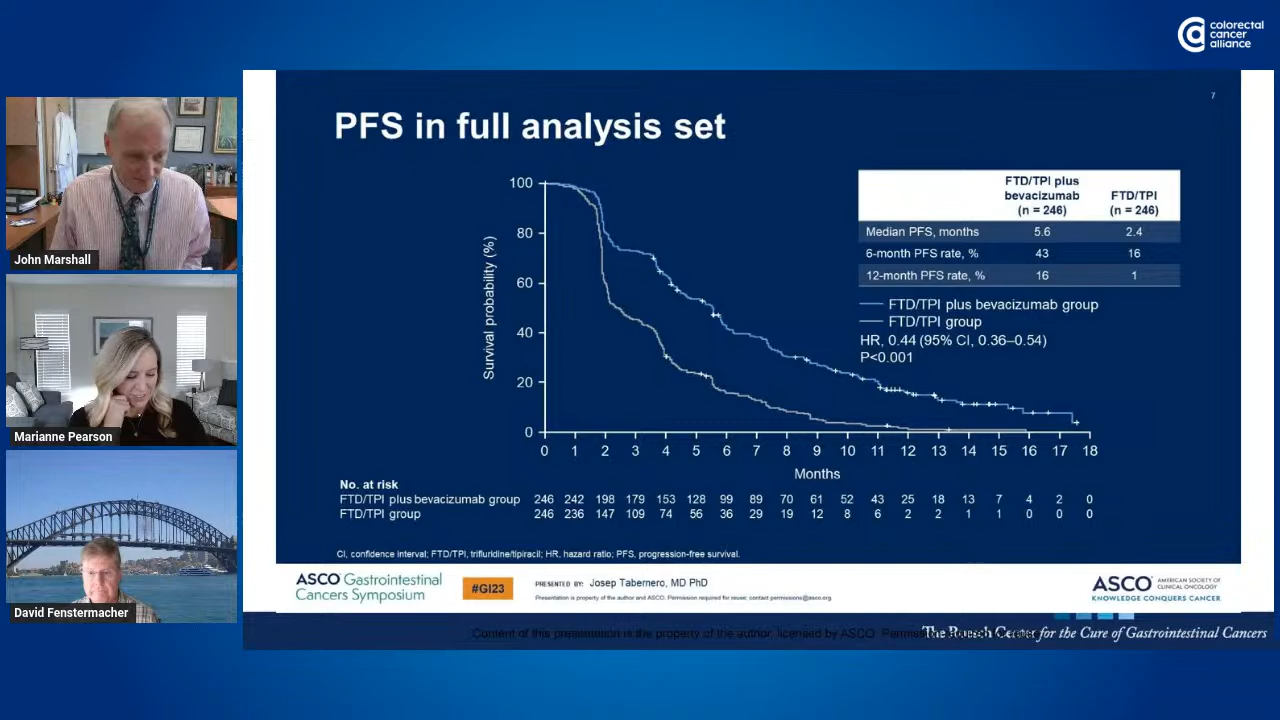 colorectal
cancer
alliance
John Marshall
Marianne Pearson
David Fenstermacher
7
PFS in full analysis set
FTD/TPI plus bevacizumab (n = 246) FTD/TPI (n = 246)
Median PFS, months 5.6 2.4
6-month PFS rate, % 43 16
12-month PFS rate, % 16 1
FTD/TPI plus bevacizumab group
FTD/TPI group
HR, 0.44 (95% CI, 0.36–0.54)
P<0.001
Survival probability (%)
100
80
60
40
20
0
0 1 2 3 4 5 6 7 8 9 10 11 12 13 14 15 16 17 18
Months
No. at risk
FTD/TPI plus bevacizumab group 246 242 198 179 153 128 99 89 70 61 52 43 25 18 13 7 4 2 0
FTD/TPI group 246 236 147 109 74 56 36 29 19 12 8 6 2 2 1 1 0 0 0
CI, confidence interval; FTD/TPI, trifluridine/tipiracil; HR, hazard ratio; PFS, progression-free survival.
ASCO Gastrointestinal
Cancers Symposium
#GI23
PRESENTED BY: Josep Tabernero, MD PhD
Presentation is property of the author and ASCO. Permission required for reuse; contact permissions@asco.org
ASCO AMERICAN SOCIETY OF
CLINICAL ONCOLOGY
KNOWLEDGE CONQUERS CANCER
Content of this presentation is the property of the author, licensed by ASCO.
for the Cure of Gastrointestinal Cancers